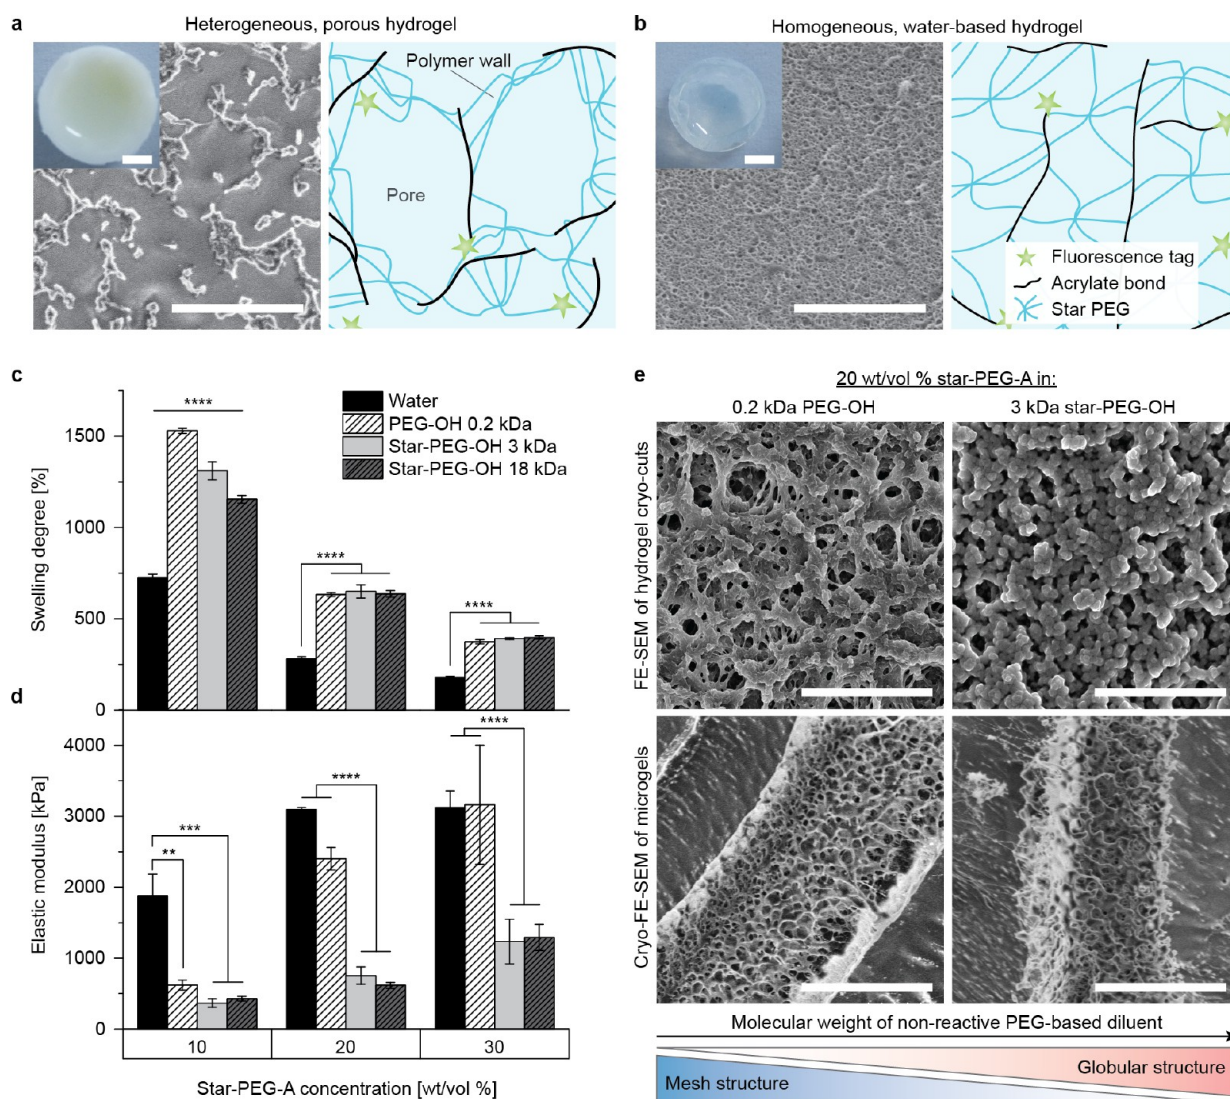 a
Heterogeneous, porous hydrogel
Polymer wall
Pore
b
Homogeneous, water-based hydrogel
Fluorescence tag
Acrylate bond
Star PEG
c
Swelling degree [%]
1500
1000
500
0
****
****
****
Water
PEG-OH 0.2 kDa
Star-PEG-OH 3 kDa
Star-PEG-OH 18 kDa
d
Elastic modulus [kPa]
4000
3000
2000
1000
0
***
**
****
****
10
20
30
Star-PEG-A concentration [wt/vol %]
e
20 wt/vol % star-PEG-A in:
0.2 kDa PEG-OH
3 kDa star-PEG-OH
FE-SEM of hydrogel cryo-cuts
Cryo-FE-SEM of microgels
Molecular weight of non-reactive PEG-based diluent
Globular structure
Mesh structure